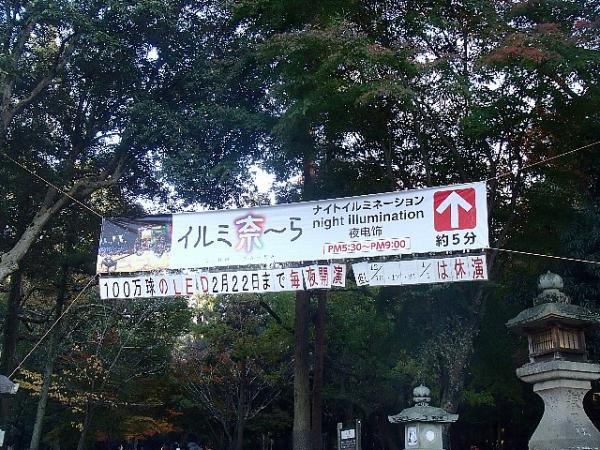 イルミ奈〜ら
ナイトイルミネーション
night illumination
夜电饰
PM5:30〜PM9:00
約5分
100万球のLED2月22日まで毎夜開演
は休演